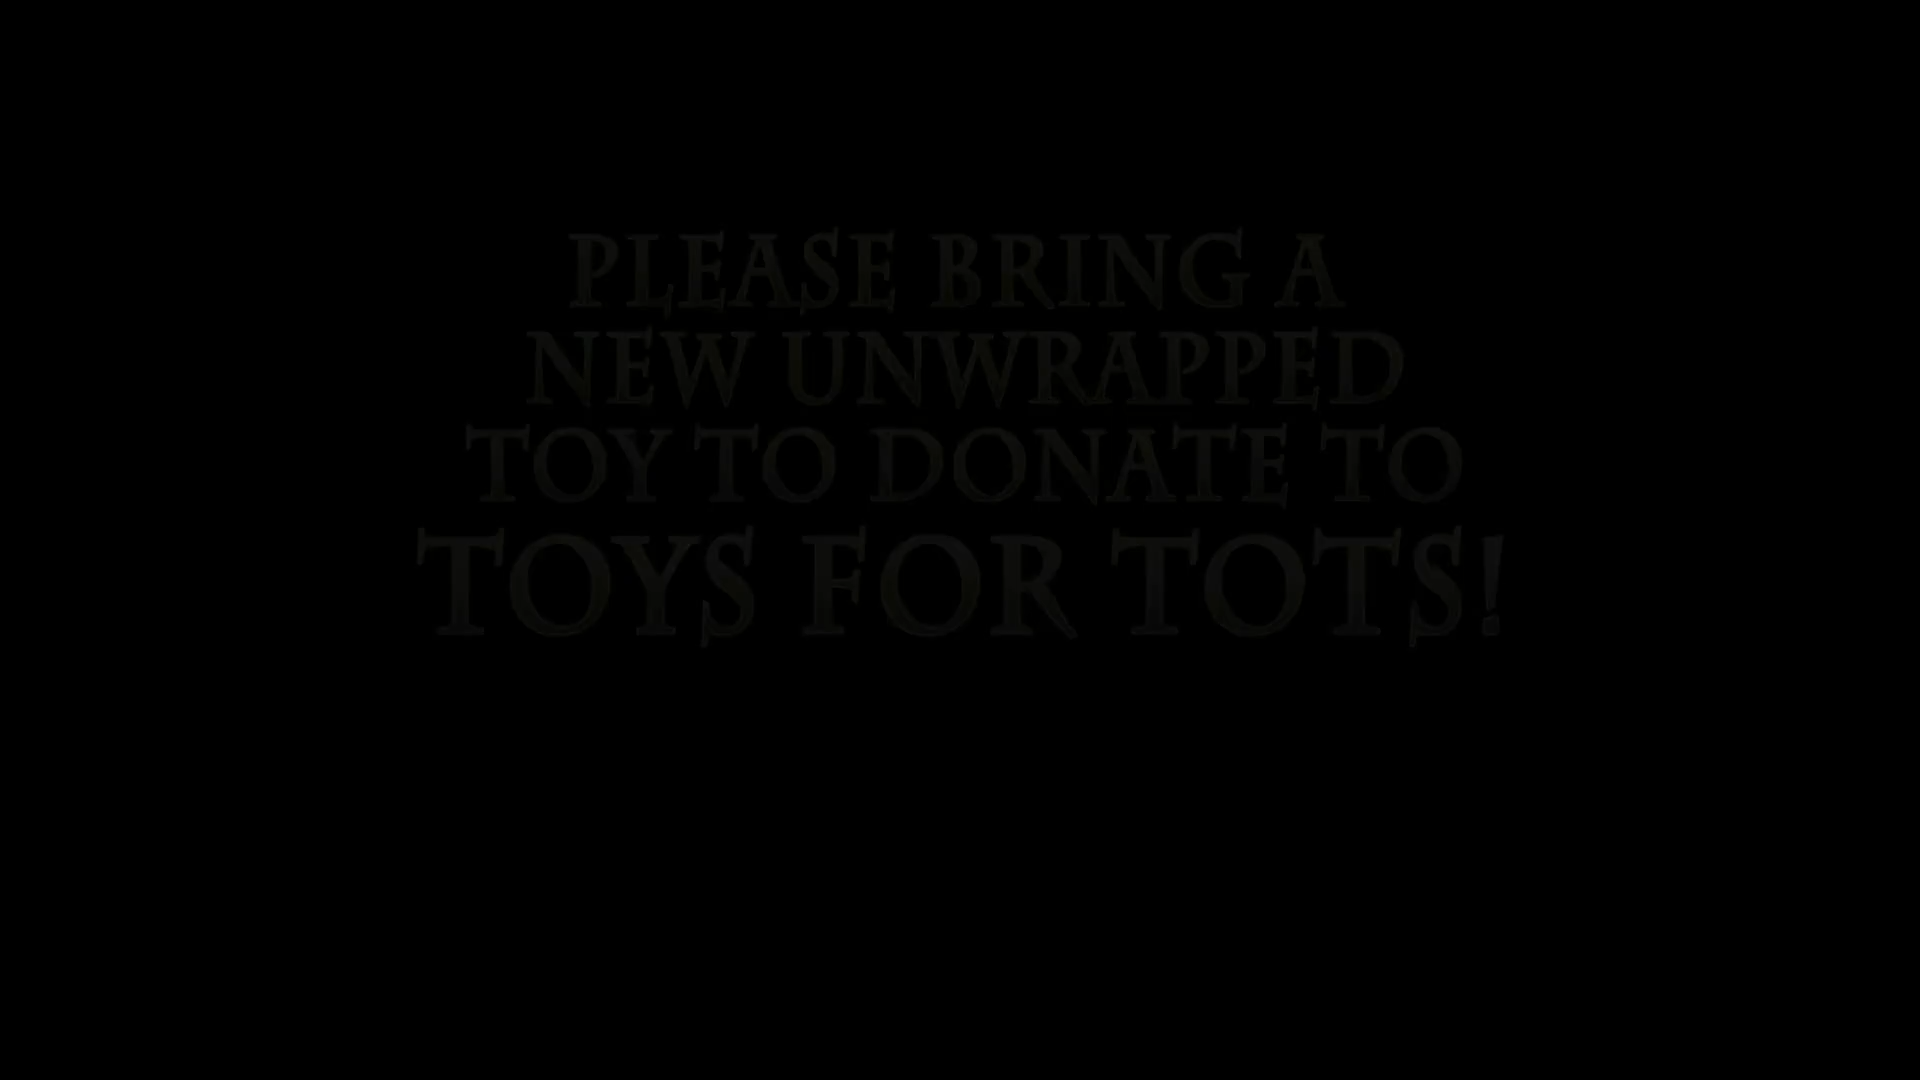 PLEASE BRING A
NEW UNWRAPPED
TOY TO DONATE TO
TOYS FOR TOTS!